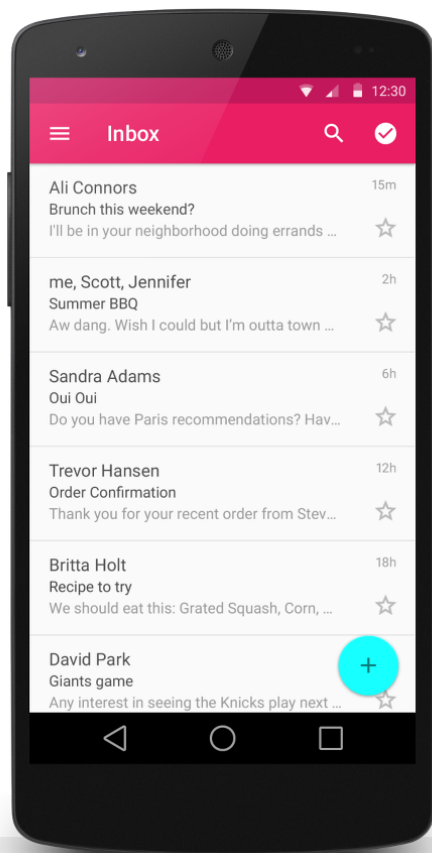 12:30
Inbox
Ali Connors 15m
Brunch this weekend?
I'll be in your neighborhood doing errands ...
me, Scott, Jennifer 2h
Summer BBQ
Aw dang. Wish I could but I'm outta town ...
Sandra Adams 6h
Oui Oui
Do you have Paris recommendations? Hav...
Trevor Hansen 12h
Order Confirmation
Thank you for your recent order from Stev...
Britta Holt 18h
Recipe to try
We should eat this: Grated Squash, Corn, ...
David Park
Giants game
Any interest in seeing the Knicks play next ...